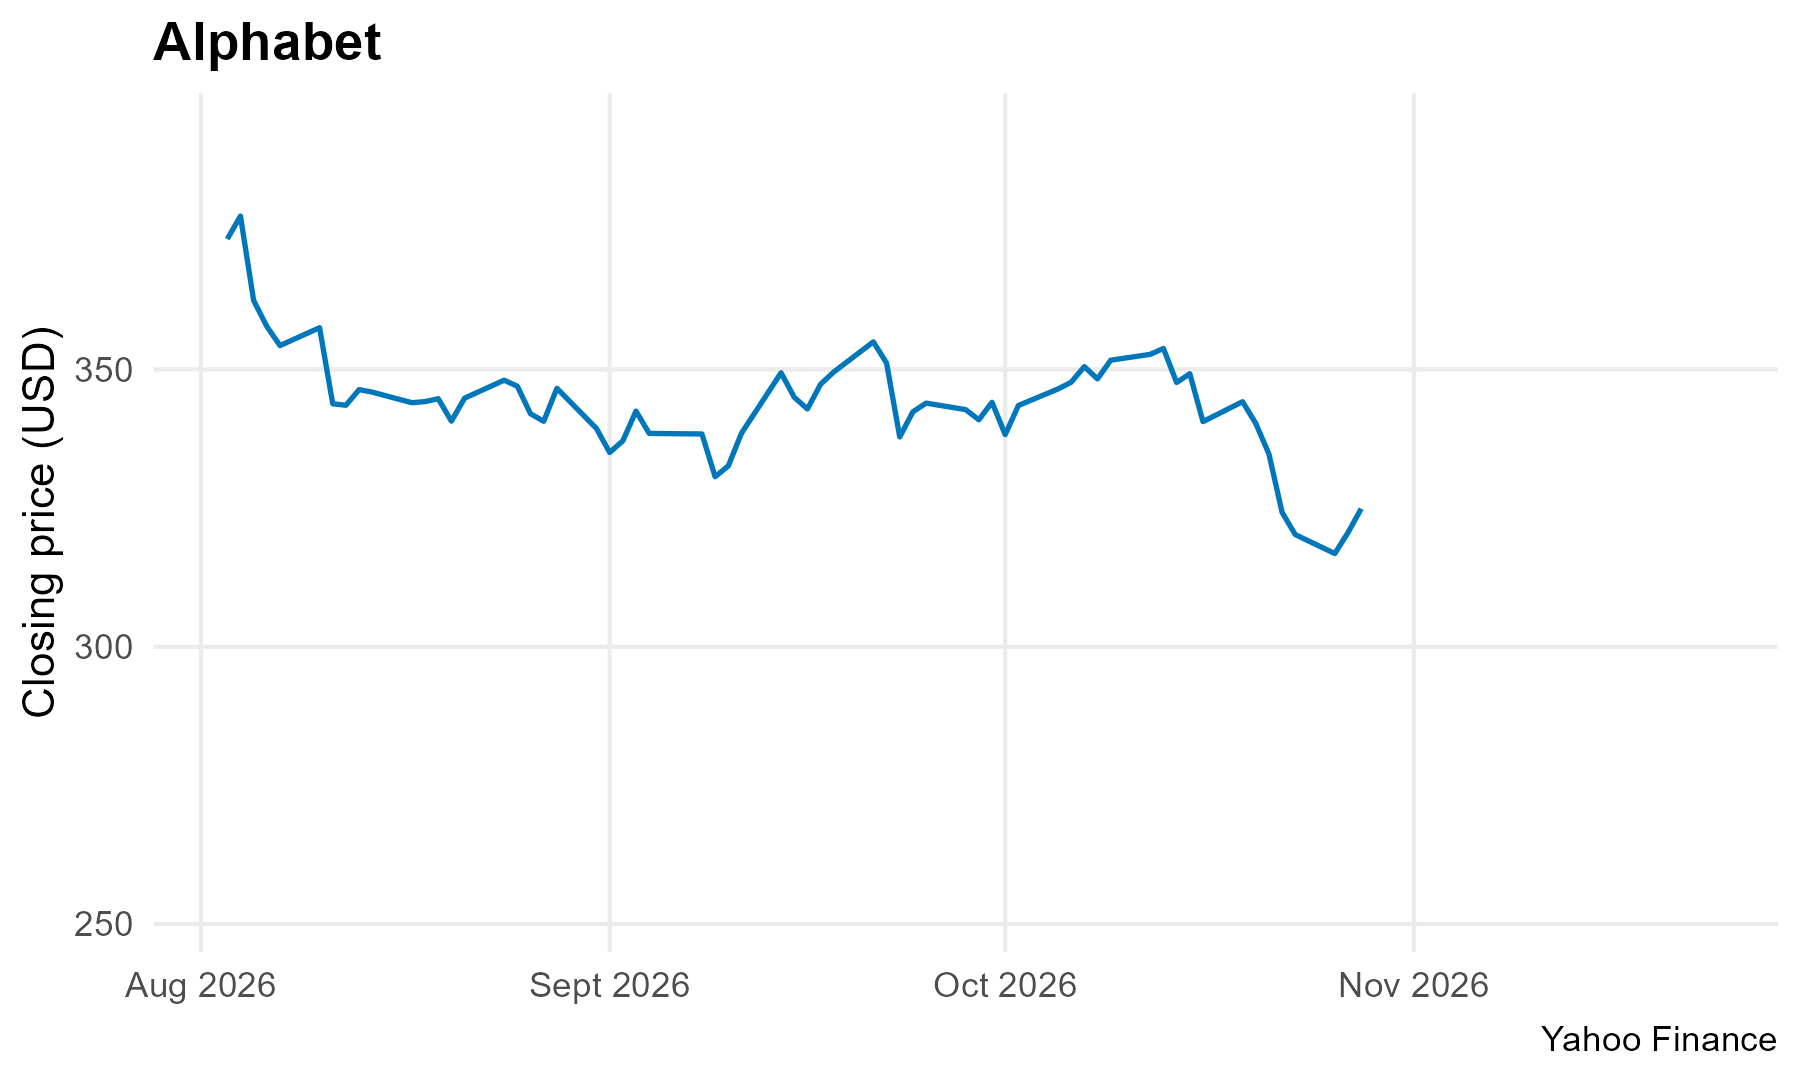 Alphabet
Closing price (USD)
350
300
250
Aug 2026
Sept 2026
Oct 2026
Nov 2026
Yahoo Finance